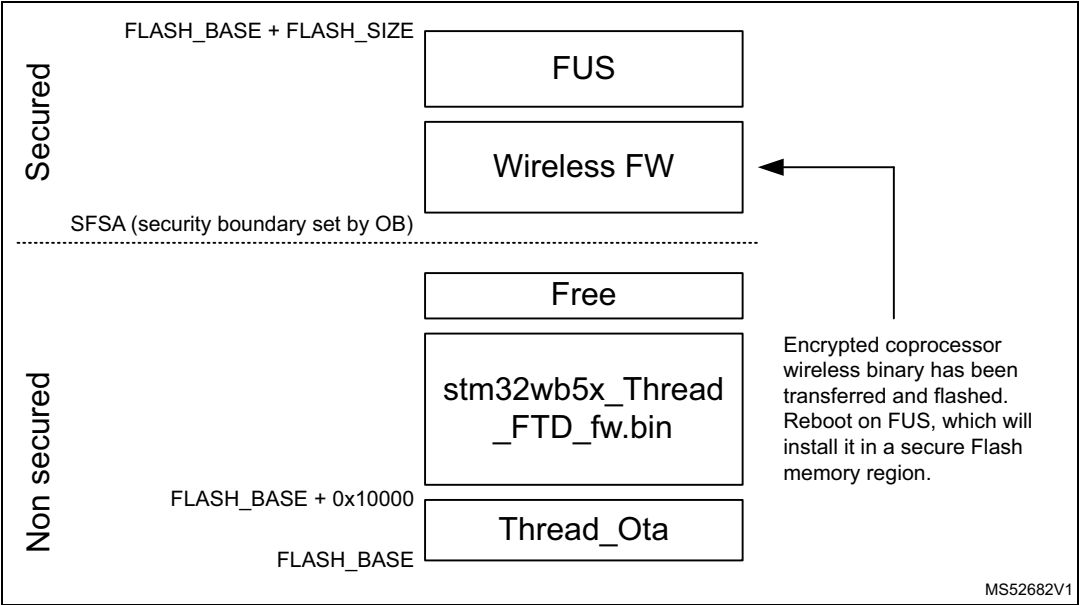 FLASH_BASE + FLASH_SIZE
FUS
Secured
Wireless FW
SFSA (security boundary set by OB)
Free
Non secured
stm32wb5x_Thread
_FTD_fw.bin
Encrypted coprocessor
wireless binary has been
transferred and flashed.
Reboot on FUS, which will
install it in a secure Flash
memory region.
FLASH_BASE + 0x10000
Thread_Ota
FLASH_BASE
MS52682V1